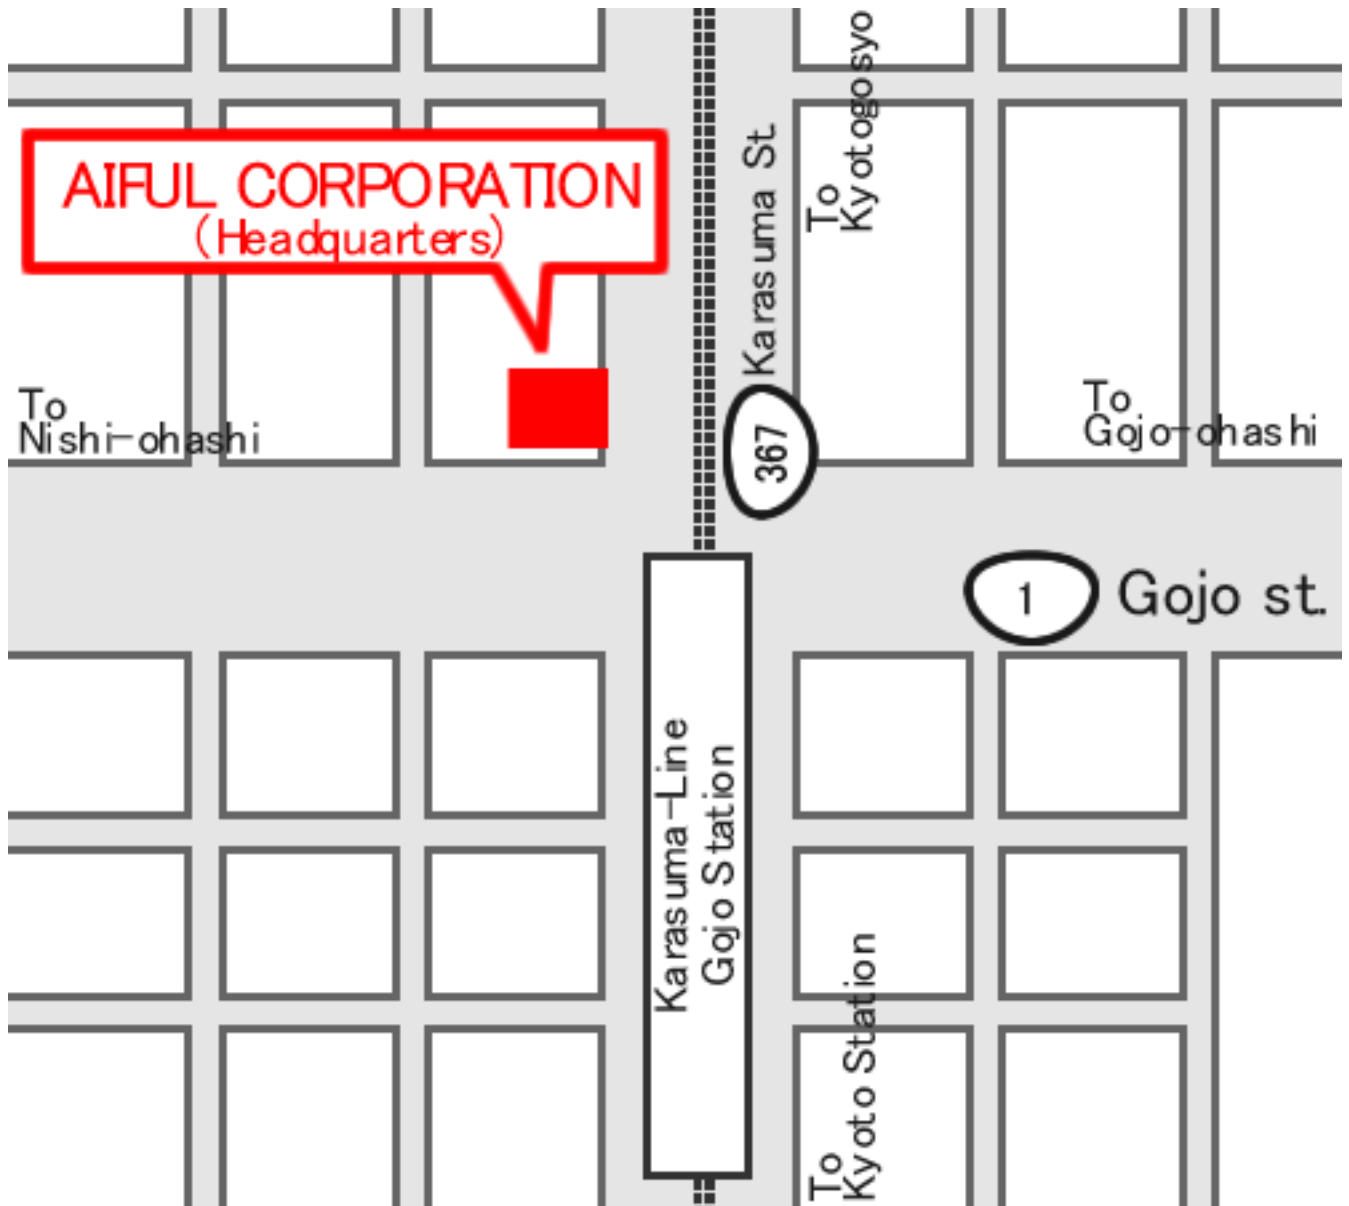 AIFUL CORPORATION
(Headquarters)
Karasuma St.
To
Kyotogosyo
To
Nishi-ohashi
367
To
Gojo-ohashi
1
Gojo st.
Karasuma-Line
Gojo Station
To
Kyoto Station